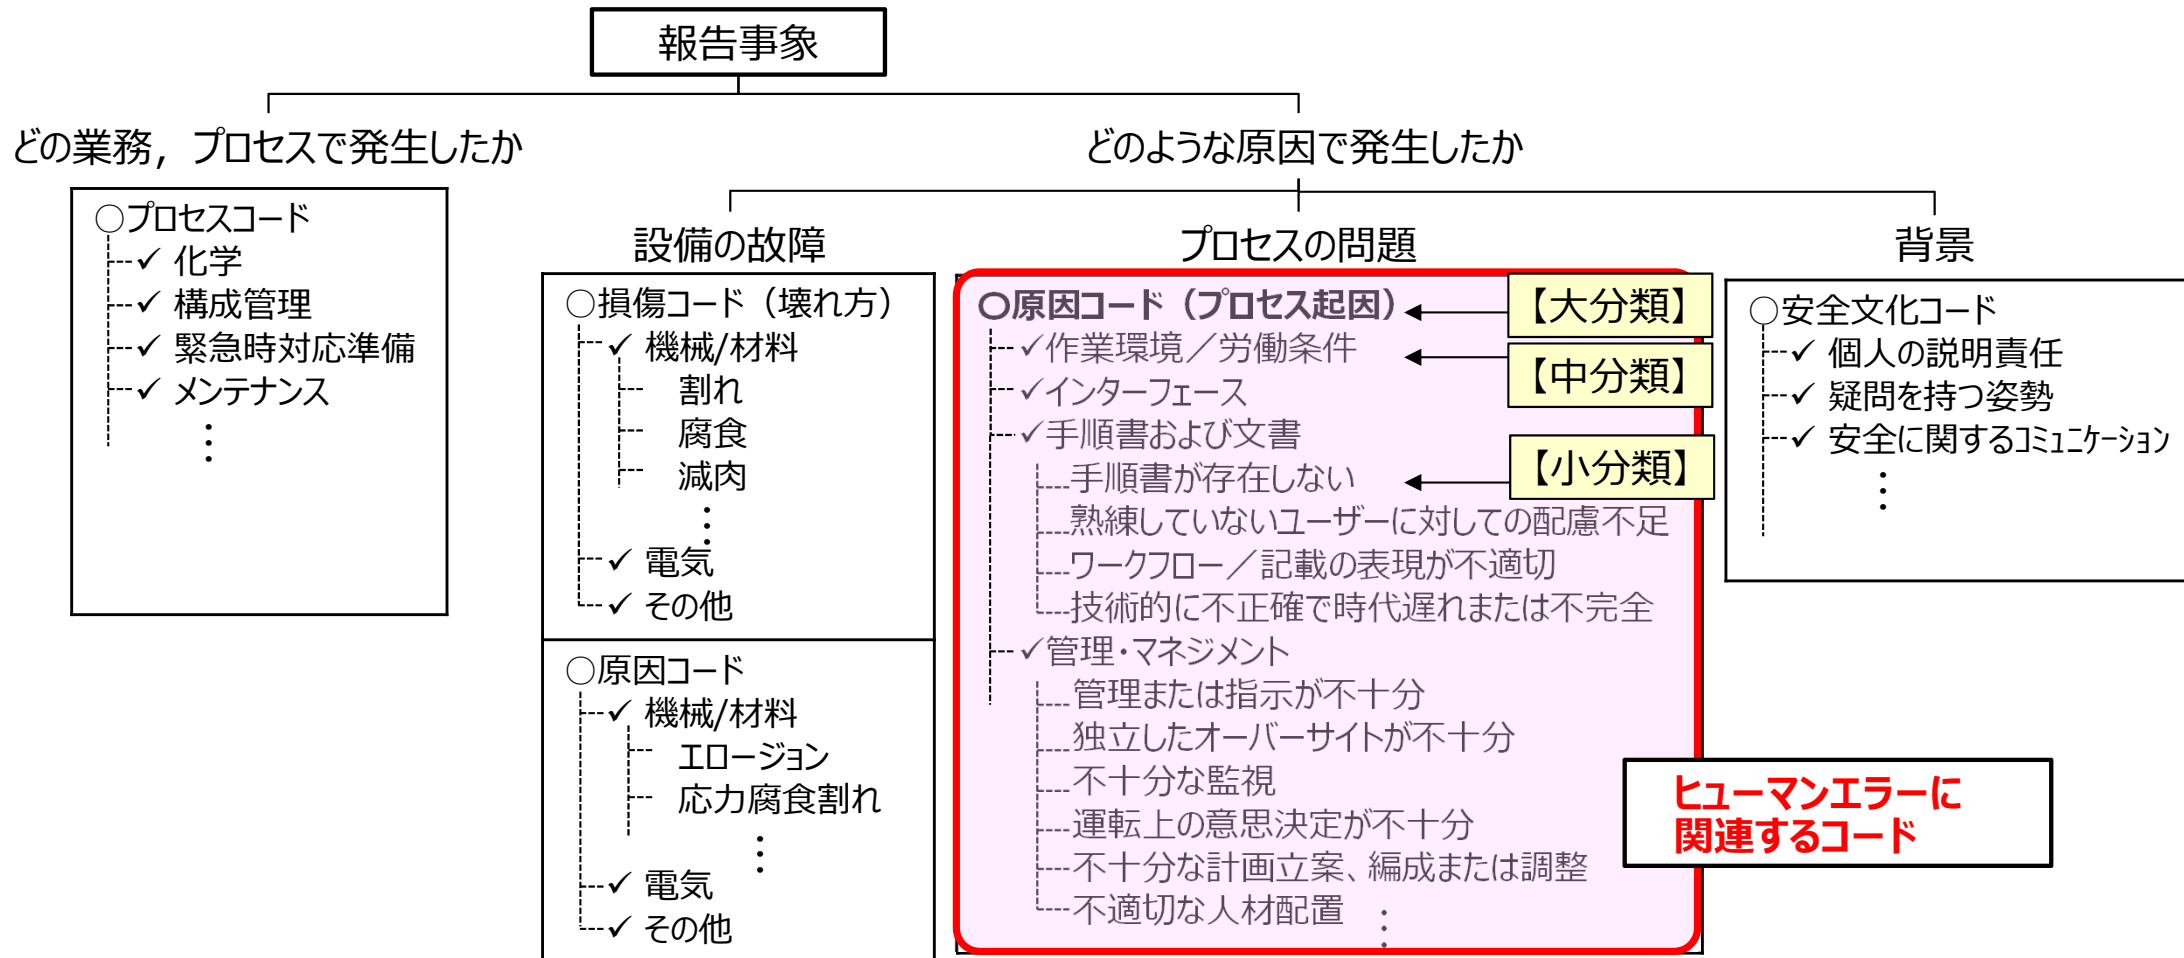 報告事象
どの業務，プロセスで発生したか
どのような原因で発生したか
○プロセスコード
✓ 化学
✓ 構成管理
✓ 緊急時対応準備
✓ メンテナンス
⋮
設備の故障
○損傷コード（壊れ方）
✓ 機械/材料
割れ
腐食
減肉
⋮
✓ 電気
✓ その他
○原因コード
✓ 機械/材料
エロージョン
応力腐食割れ
⋮
✓ 電気
✓ その他
プロセスの問題
○原因コード（プロセス起因）
【大分類】
✓作業環境／労働条件
【中分類】
✓インターフェース
✓手順書および文書
手順書が存在しない
【小分類】
熟練していないユーザーに対しての配慮不足
ワークフロー／記載の表現が不適切
技術的に不正確で時代遅れまたは不完全
✓管理・マネジメント
管理または指示が不十分
独立したオーバーサイトが不十分
不十分な監視
運転上の意思決定が不十分
不十分な計画立案、編成または調整
不適切な人材配置
⋮
ヒューマンエラーに
関連するコード
背景
○安全文化コード
✓ 個人の説明責任
✓ 疑問を持つ姿勢
✓ 安全に関するコミュニケーション
⋮